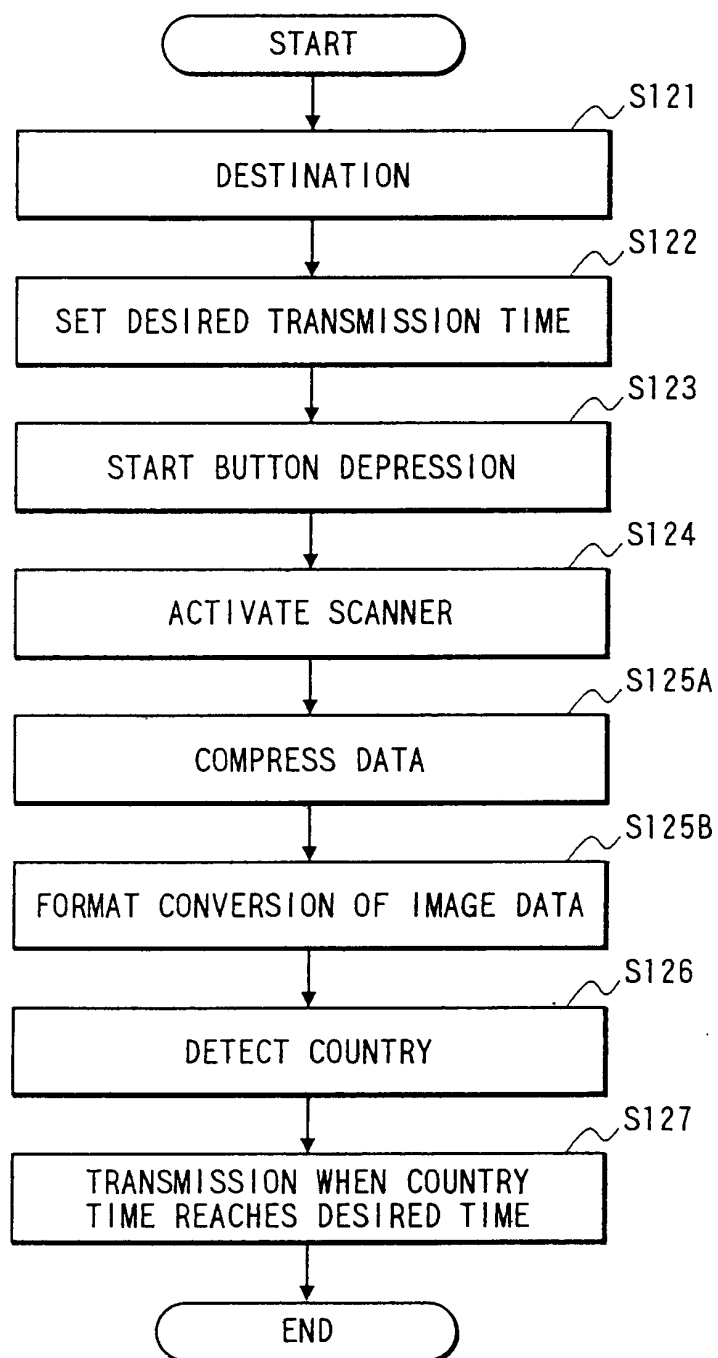 START
S121
DESTINATION
S122
SET DESIRED TRANSMISSION TIME
S123
START BUTTON DEPRESSION
S124
ACTIVATE SCANNER
S125A
COMPRESS DATA
S125B
FORMAT CONVERSION OF IMAGE DATA
S126
DETECT COUNTRY
S127
TRANSMISSION WHEN COUNTRY
TIME REACHES DESIRED TIME
END